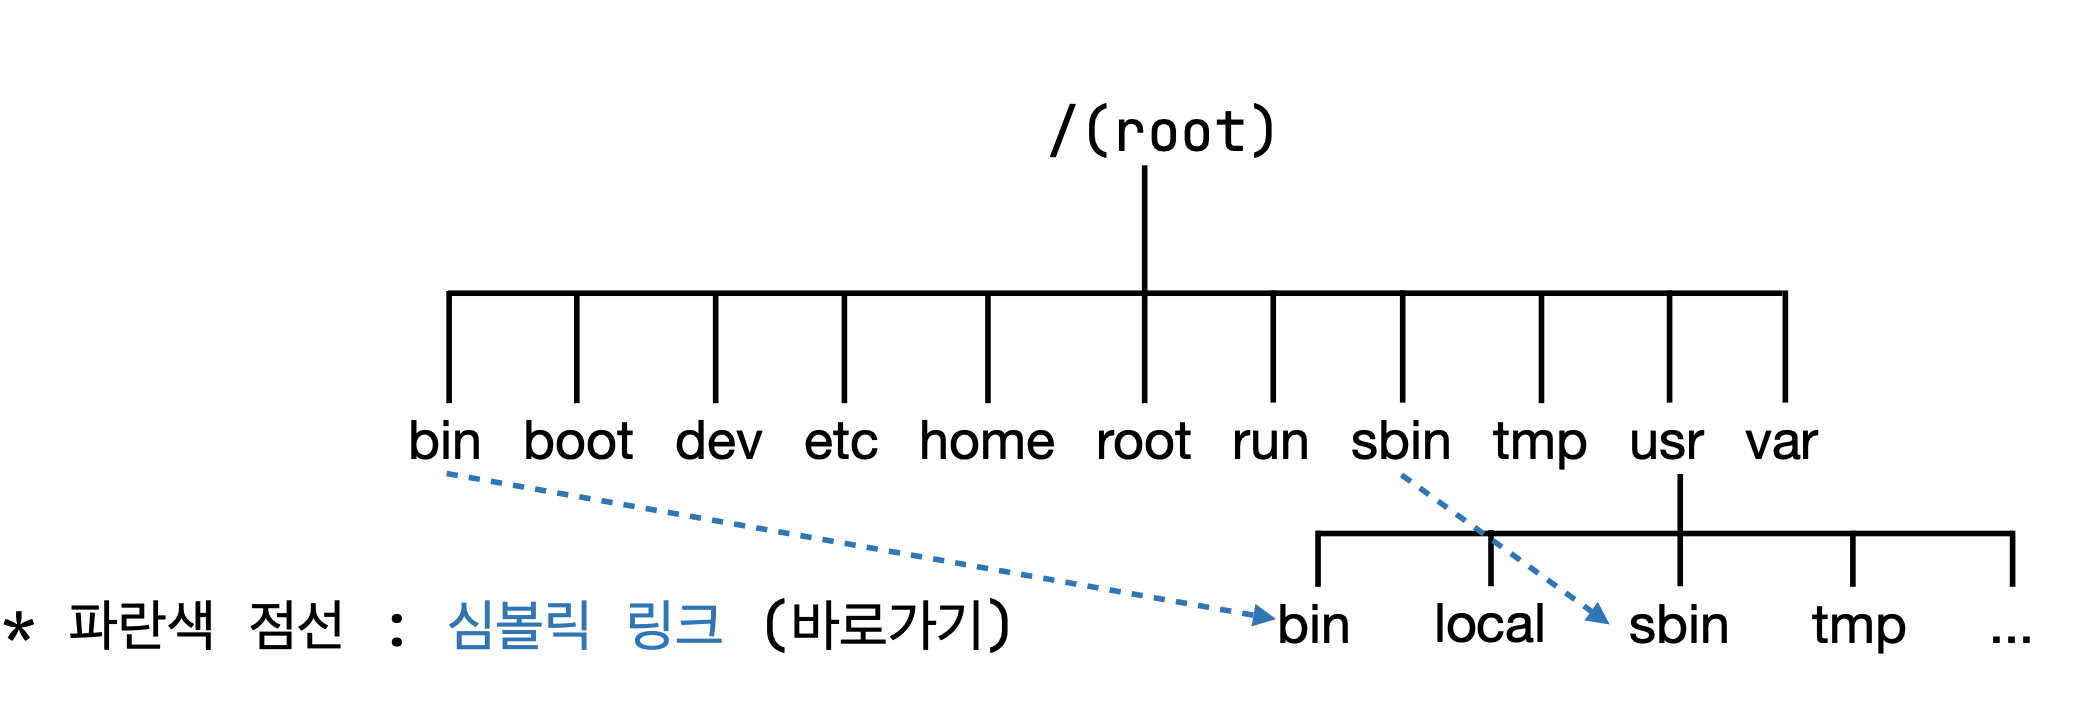 /(root)
bin boot dev etc home root run sbin tmp usr var
bin local sbin tmp ...
* 파란색 점선 : 심볼릭 링크 (바로가기)